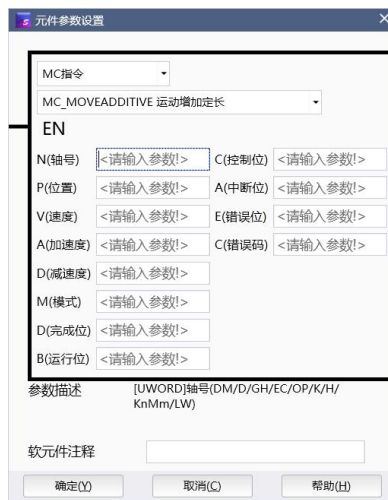 元件参数设置
MC指令
MC_MOVEADDITIVE 运动增加定长
EN
N(轴号) <请输入参数!> C(控制位) <请输入参数!>
P(位置) <请输入参数!> A(中断位) <请输入参数!>
V(速度) <请输入参数!> E(错误位) <请输入参数!>
A(加速度) <请输入参数!> C(错误码) <请输入参数!>
D(减速度) <请输入参数!>
M(模式) <请输入参数!>
D(完成位) <请输入参数!>
B(运行位) <请输入参数!>
参数描述 [UWORD]轴号(DM/D/GH/EC/OP/K/H/
KnMm/LW)
软元件注释
确定(Y) 取消(C) 帮助(H)